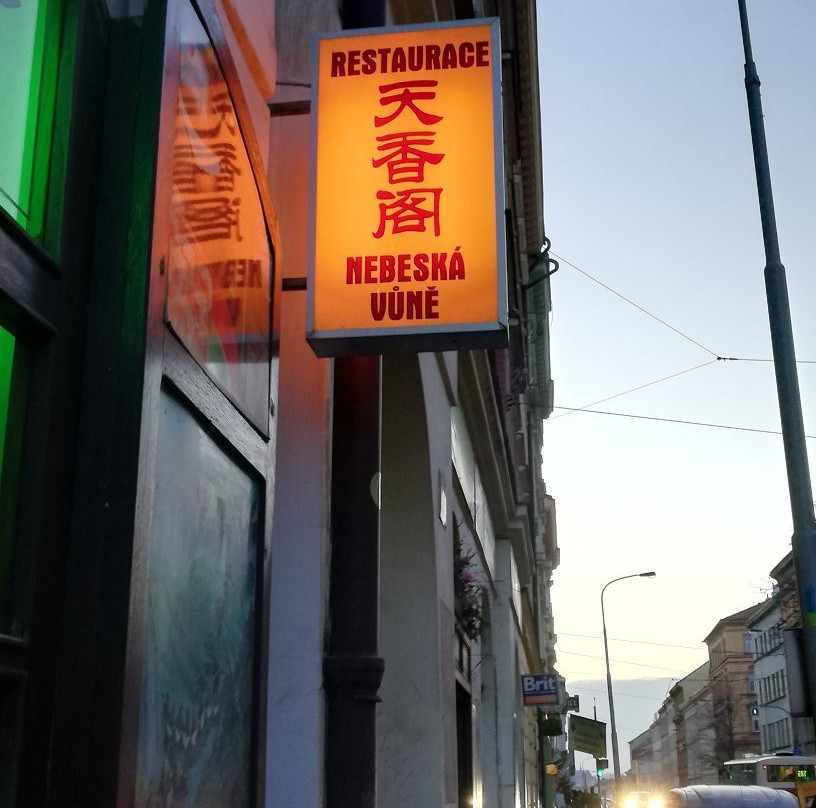 RESTAURACE
天
香
阁
NEBESKÁ
VŮNĚ
Brit